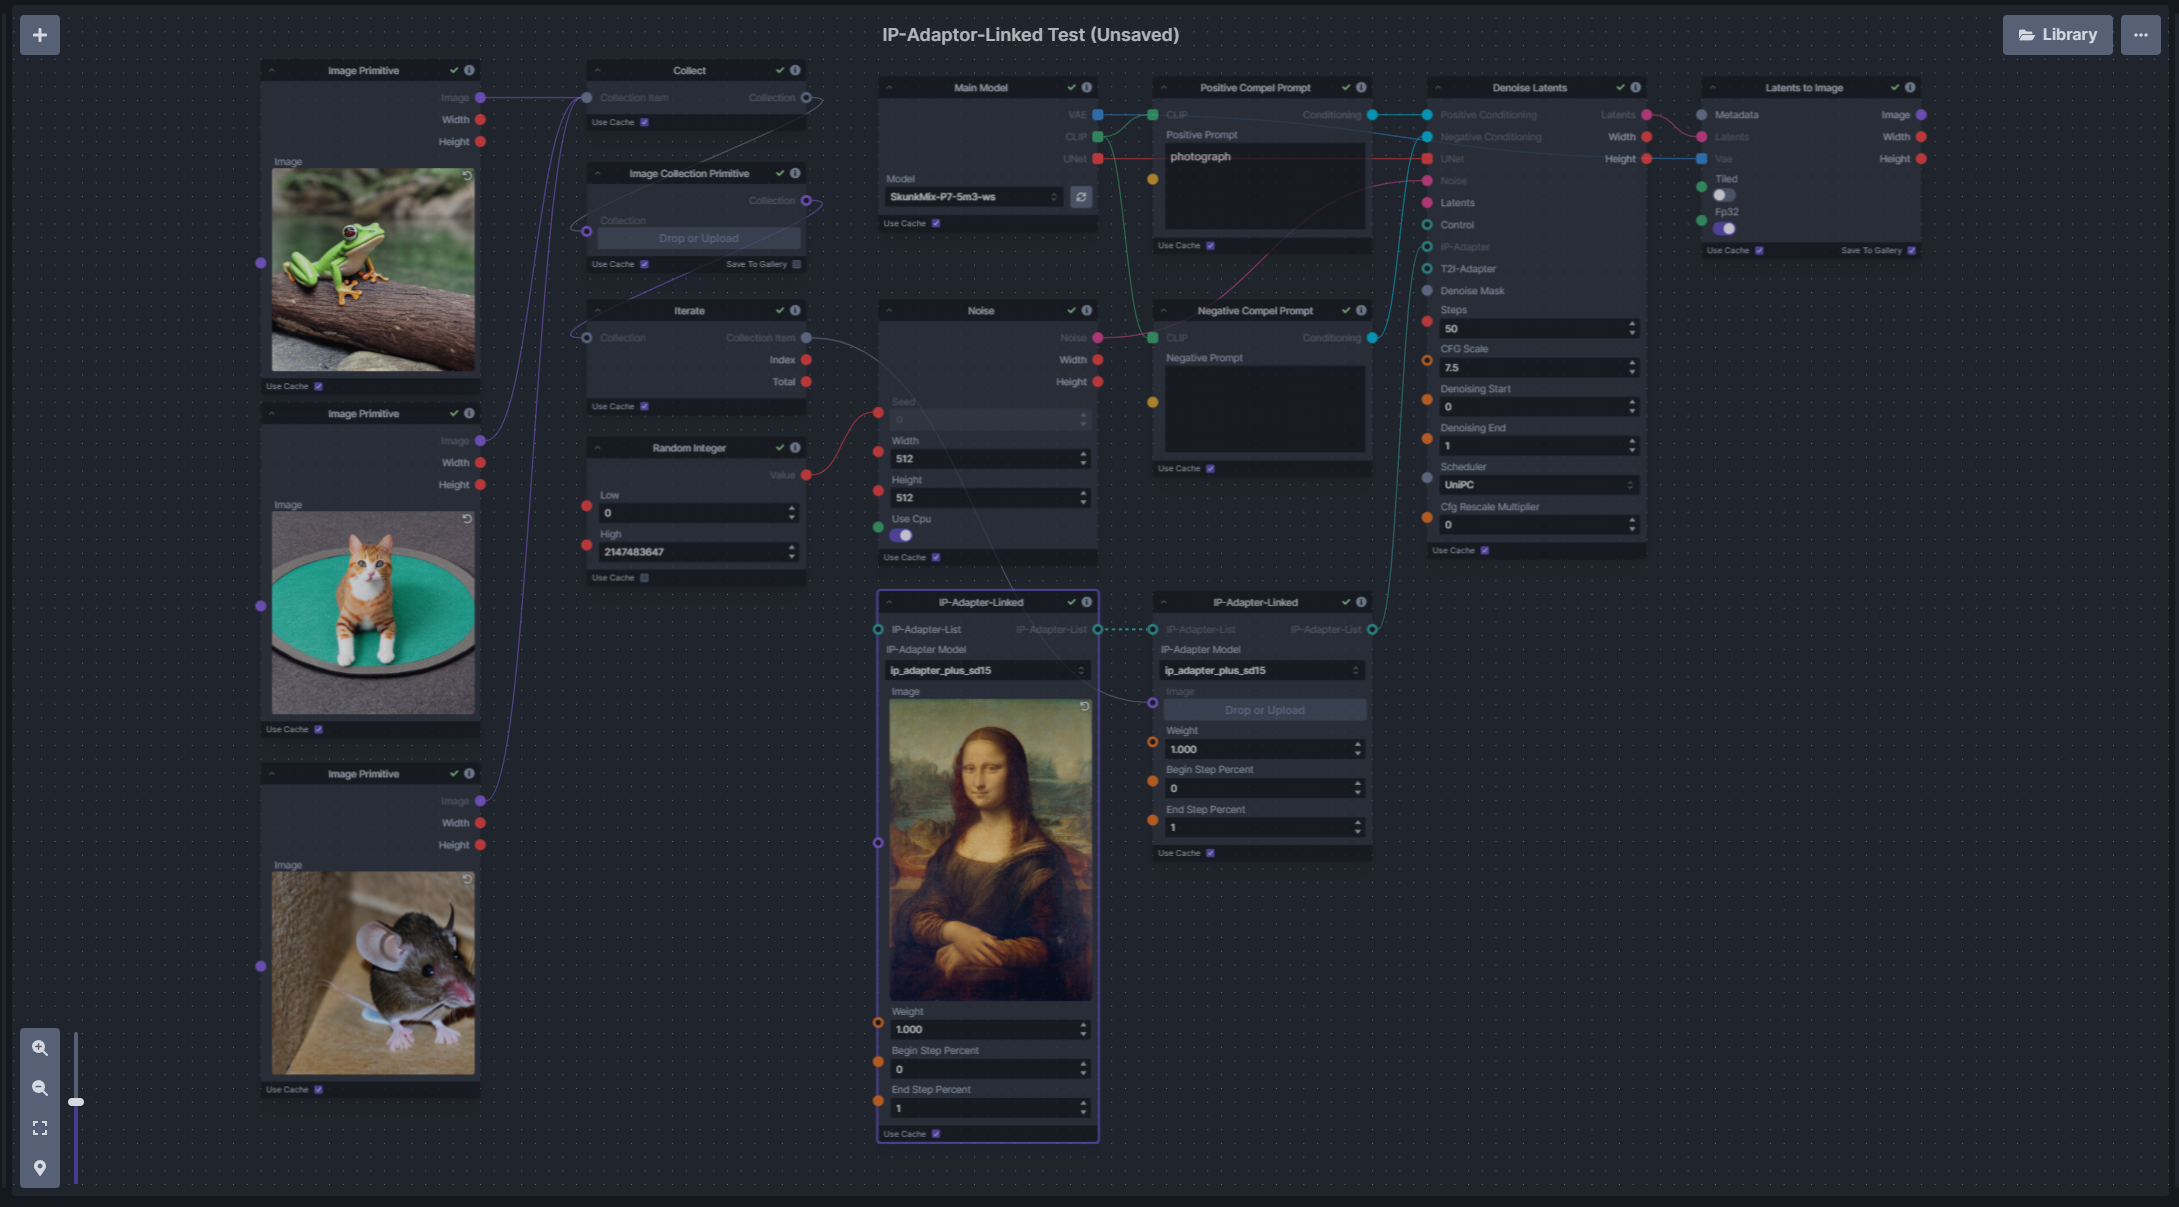 IP-Adaptor-Linked Test (Unsaved)
Library
Image Primitive
Image
Width
Height
Image
Use Cache
Image Primitive
Image
Width
Height
Image
Use Cache
Image Primitive
Image
Width
Height
Image
Use Cache
Collect
Collection Item
Collection
Use Cache
Image Collection Primitive
Collection
Collection
Drop or Upload
Use Cache
Save To Gallery
Iterate
Collection
Collection Item
Index
Total
Use Cache
Random Integer
Value
Low
0
High
2147483647
Use Cache
Main Model
VAE
CLIP
UNet
Model
SkunkMix-P7-5m3-ws
Use Cache
Noise
Noise
Width
Height
Seed
0
Width
512
Height
512
Use Cpu
Use Cache
IP-Adapter-Linked
IP-Adapter-List
IP-Adapter-List
IP-Adapter Model
ip_adapter_plus_sd15
Image
Weight
1.000
Begin Step Percent
0
End Step Percent
1
Use Cache
Positive Compel Prompt
CLIP
Conditioning
Positive Prompt
photograph
Use Cache
Negative Compel Prompt
CLIP
Conditioning
Negative Prompt
Use Cache
IP-Adapter-Linked
IP-Adapter-List
IP-Adapter-List
IP-Adapter Model
ip_adapter_plus_sd15
Image
Drop or Upload
Weight
1.000
Begin Step Percent
0
End Step Percent
1
Use Cache
Denoise Latents
Positive Conditioning
Latents
Negative Conditioning
Width
UNet
Height
Noise
Latents
Control
IP-Adapter
T2I-Adapter
Denoise Mask
Steps
50
CFG Scale
7.5
Denoising Start
0
Denoising End
1
Scheduler
UniPC
Cfg Rescale Multiplier
0
Use Cache
Latents to Image
Metadata
Image
Latents
Width
Vae
Height
Tiled
Fp32
Use Cache
Save To Gallery